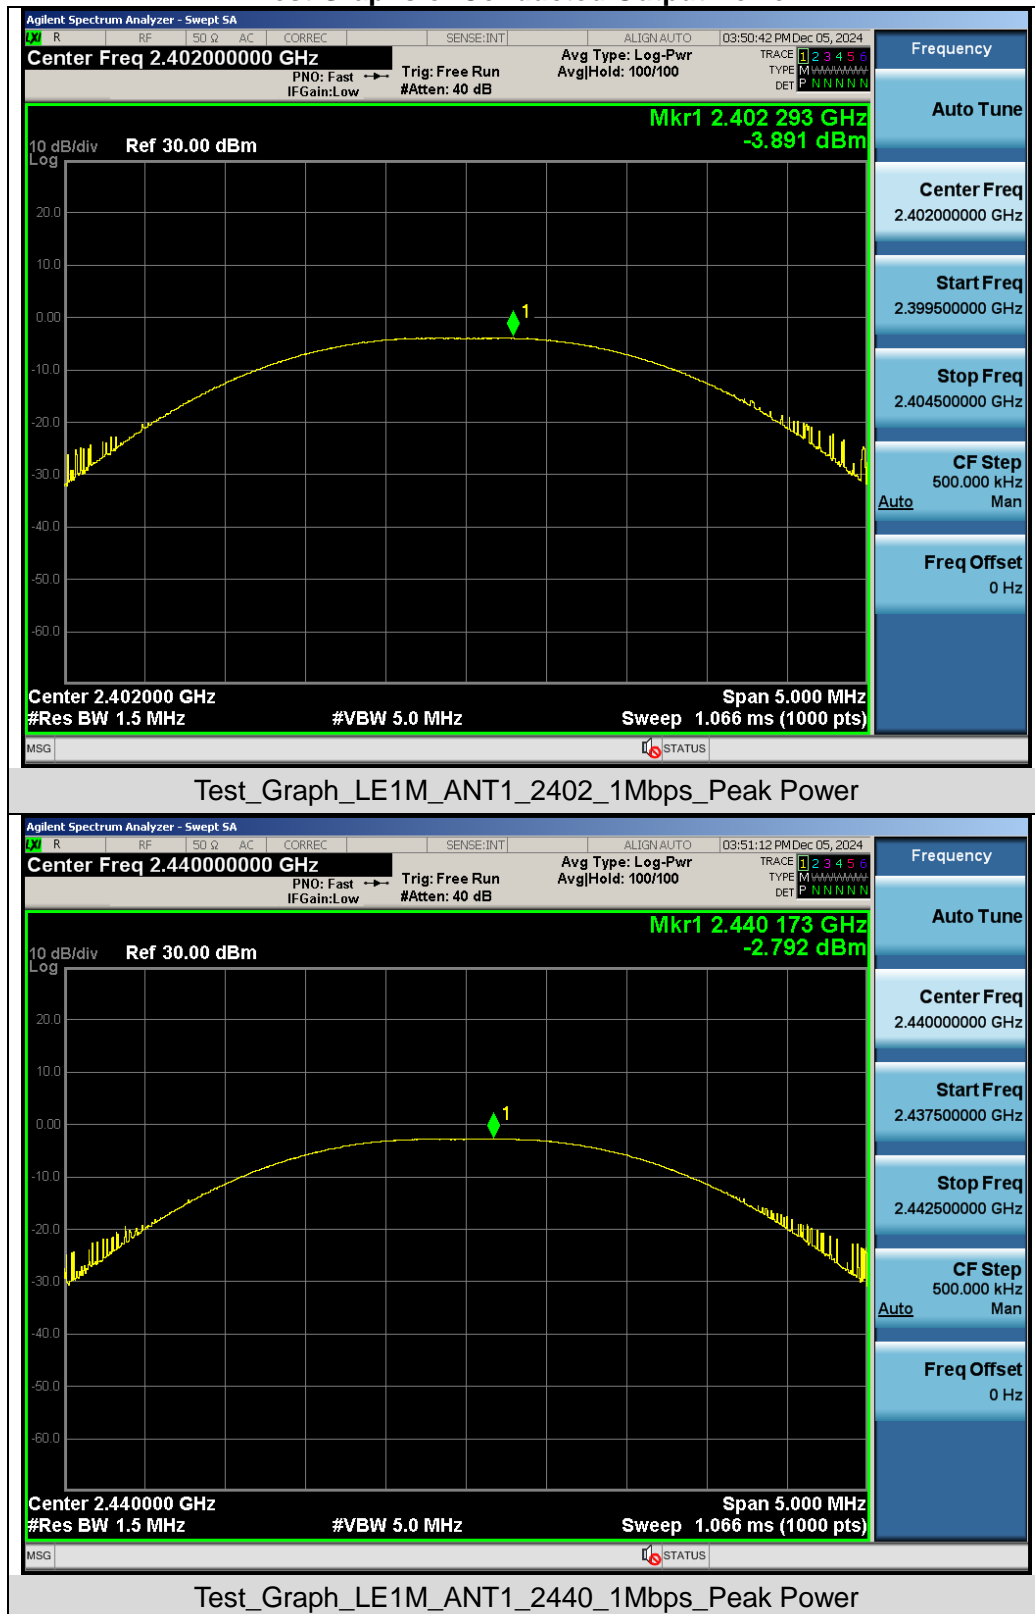 Agilent Spectrum Analyzer - Swept SA
LXI R RF 50 Ω AC CORREC SENSE:INT ALIGN AUTO 03:50:42 PM Dec 05, 2024
Center Freq 2.402000000 GHz
PNO: Fast
IFGain:Low
Trig: Free Run
#Atten: 40 dB
Avg Type: Log-Pwr
Avg|Hold: 100/100
TRACE 1 2 3 4 5 6
TYPE M
DET P N N N N N
Mkr1 2.402 293 GHz
-3.891 dBm
10 dB/div Ref 30.00 dBm
Log
20.0
10.0
0.00
-10.0
-20.0
-30.0
-40.0
-50.0
-60.0
1
Center 2.402000 GHz Span 5.000 MHz
#Res BW 1.5 MHz #VBW 5.0 MHz Sweep 1.066 ms (1000 pts)
MSG STATUS
Frequency
Auto Tune
Center Freq
2.402000000 GHz
Start Freq
2.399500000 GHz
Stop Freq
2.404500000 GHz
CF Step
500.000 kHz
Auto Man
Freq Offset
0 Hz
Test_Graph_LE1M_ANT1_2402_1Mbps_Peak Power
Agilent Spectrum Analyzer - Swept SA
LXI R RF 50 Ω AC CORREC SENSE:INT ALIGN AUTO 03:51:12 PM Dec 05, 2024
Center Freq 2.440000000 GHz
PNO: Fast
IFGain:Low
Trig: Free Run
#Atten: 40 dB
Avg Type: Log-Pwr
Avg|Hold: 100/100
TRACE 1 2 3 4 5 6
TYPE M
DET P N N N N N
Mkr1 2.440 173 GHz
-2.792 dBm
10 dB/div Ref 30.00 dBm
Log
20.0
10.0
0.00
-10.0
-20.0
-30.0
-40.0
-50.0
-60.0
1
Center 2.440000 GHz Span 5.000 MHz
#Res BW 1.5 MHz #VBW 5.0 MHz Sweep 1.066 ms (1000 pts)
MSG STATUS
Frequency
Auto Tune
Center Freq
2.440000000 GHz
Start Freq
2.437500000 GHz
Stop Freq
2.442500000 GHz
CF Step
500.000 kHz
Auto Man
Freq Offset
0 Hz
Test_Graph_LE1M_ANT1_2440_1Mbps_Peak Power